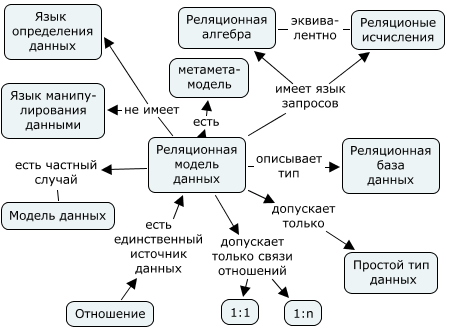 Язык
определения
данных
Реляционная
алгебра
эквива-
лентно
Реляционые
исчисления
метамета-
модель
Язык манипу-
лирования
данными
не имеет
есть
имеет язык
запросов
Реляционная
модель
данных
описывает
тип
Реляционная
база
данных
есть частный
случай
Модель данных
есть
единственный
источник
данных
допускает
только связи
отношений
допускает
только
Простой тип
данных
Отношение
1:1
1:n